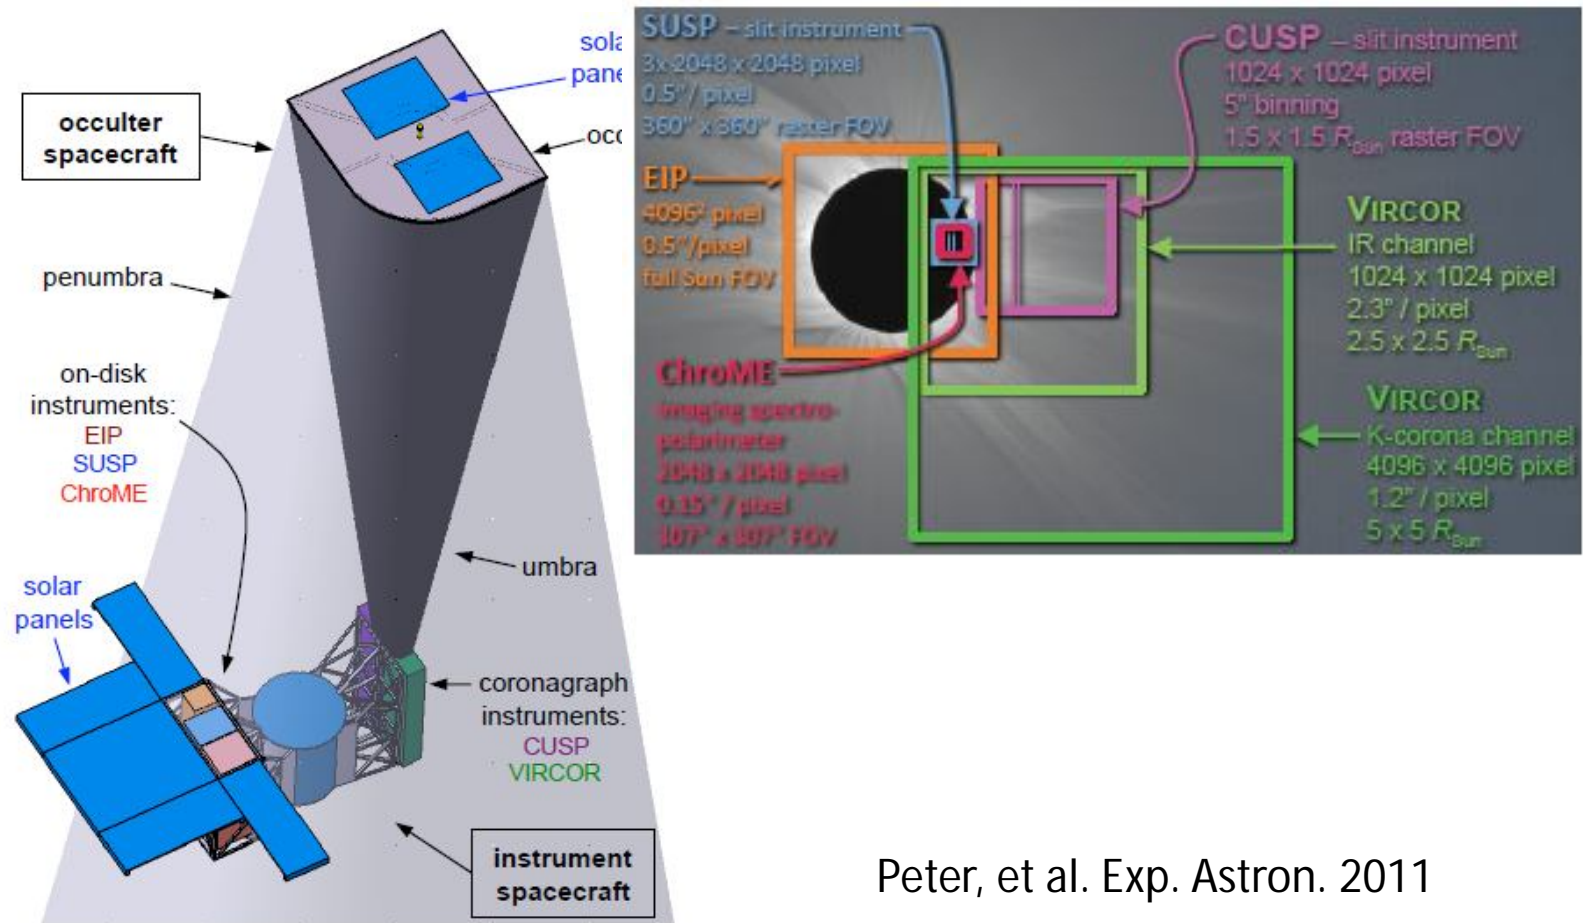 sola
pane
occulter
spacecraft
occ
penumbra
on-disk
instruments:
EIP
SUSP
ChroME
solar
panels
umbra
coronagraph
instruments:
CUSP
VIRCOR
instrument
spacecraft
SUSP – slit instrument
3x 2048 x 2048 pixel
0.5"/ pixel
360" x 360" raster FOV
EIP
4096² pixel
0.5"/pixel
full Sun FOV
ChroME
imaging spectro-
polarimeter
2048 x 2048 pixel
0.15" / pixel
307" x 307" FOV
CUSP – slit instrument
1024 x 1024 pixel
5" binning
1.5 x 1.5 RSun raster FOV
VIRCOR
IR channel
1024 x 1024 pixel
2.3" / pixel
2.5 x 2.5 RSun
VIRCOR
K-corona channel
4096 x 4096 pixel
1.2" / pixel
5 x 5 RSun
Peter, et al. Exp. Astron. 2011